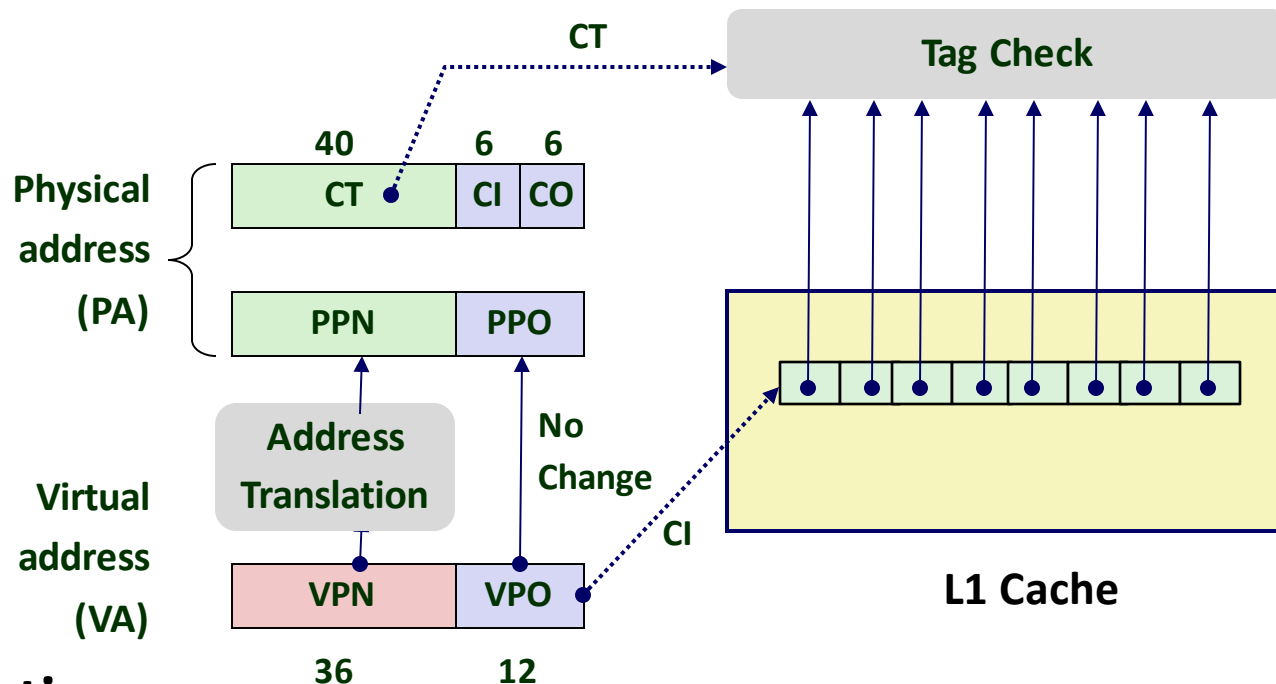 CT
Tag Check
40 6 6
CT CI CO
Physical
address
(PA)
PPN PPO
Address
Translation
No
Change
CI
Virtual
address
(VA)
VPN VPO
L1 Cache
36 12